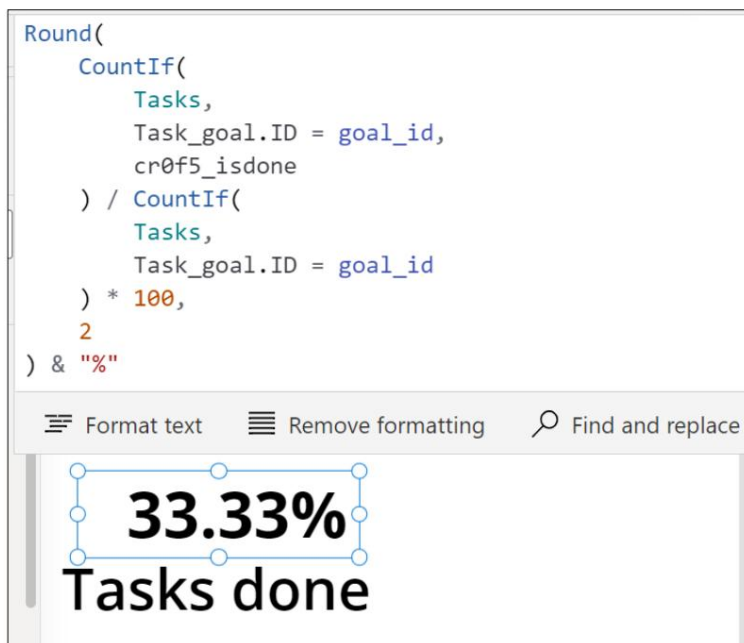 Round(
CountIf(
Tasks,
Task_goal.ID = goal_id,
cr0f5_isdone
) / CountIf(
Tasks,
Task_goal.ID = goal_id
) * 100,
2
) & "%"
Format text Remove formatting Find and replace
33.33%
Tasks done